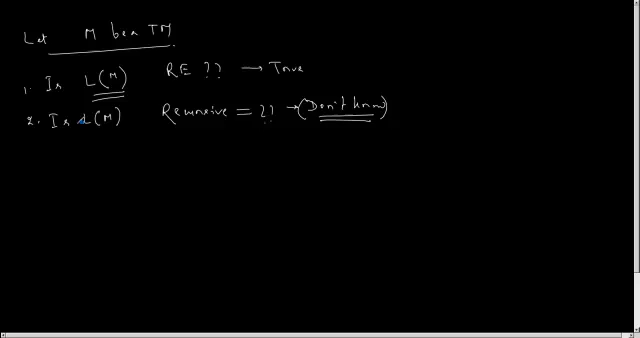 Let M be a TM.
1. Is L(M) RE ?? → True
2. Is L(M) Recursive = ?? → (Don't know)